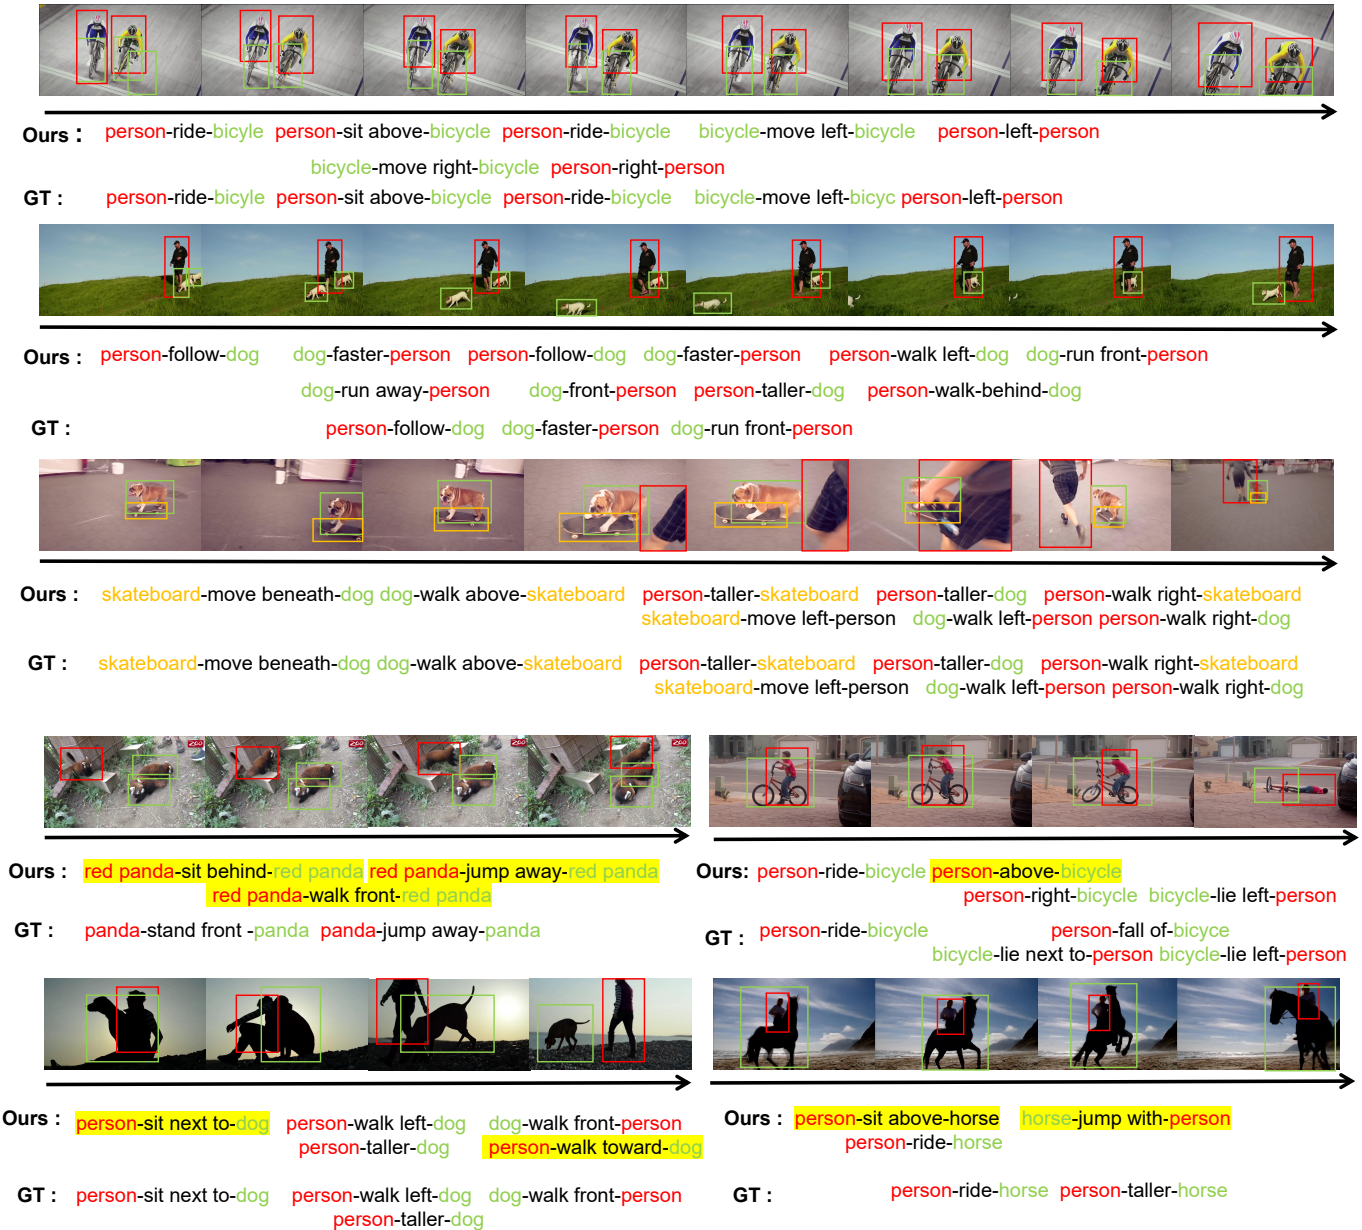 Ours : person-ride-bicyle person-sit above-bicycle person-ride-bicycle bicycle-move left-bicycle person-left-person
bicycle-move right-bicycle person-right-person
GT : person-ride-bicyle person-sit above-bicycle person-ride-bicycle bicycle-move left-bicyc person-left-person
Ours : person-follow-dog dog-faster-person person-follow-dog dog-faster-person person-walk left-dog dog-run front-person
dog-run away-person dog-front-person person-taller-dog person-walk-behind-dog
GT : person-follow-dog dog-faster-person dog-run front-person
Ours : skateboard-move beneath-dog dog-walk above-skateboard person-taller-skateboard person-taller-dog person-walk right-skateboard
skateboard-move left-person dog-walk left-person person-walk right-dog
GT : skateboard-move beneath-dog dog-walk above-skateboard person-taller-skateboard person-taller-dog person-walk right-skateboard
skateboard-move left-person dog-walk left-person person-walk right-dog
ZOO ZOO ZOO ZOO
Ours : red panda-sit behind-red panda red panda-jump away-red panda
red panda-walk front-red panda
GT : panda-stand front -panda panda-jump away-panda
Ours: person-ride-bicycle person-above-bicycle
person-right-bicycle bicycle-lie left-person
GT : person-ride-bicycle person-fall of-bicyce
bicycle-lie next to-person bicycle-lie left-person
Ours : person-sit next to-dog person-walk left-dog dog-walk front-person
person-taller-dog person-walk toward-dog
GT : person-sit next to-dog person-walk left-dog dog-walk front-person
person-taller-dog
Ours : person-sit above-horse horse-jump with-person
person-ride-horse
GT : person-ride-horse person-taller-horse